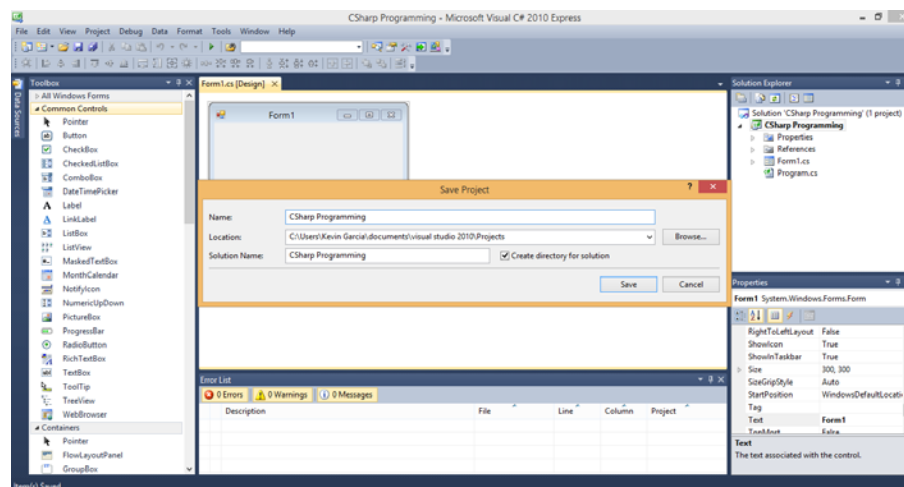 CSharp Programming - Microsoft Visual C# 2010 Express
File Edit View Project Debug Data Format Tools Window Help
Data Sources
Toolbox
All Windows Forms
Common Controls
Pointer
Button
CheckBox
CheckedListBox
ComboBox
DateTimePicker
Label
LinkLabel
ListBox
ListView
MaskedTextBox
MonthCalendar
NotifyIcon
NumericUpDown
PictureBox
ProgressBar
RadioButton
RichTextBox
TextBox
ToolTip
TreeView
WebBrowser
Containers
Pointer
FlowLayoutPanel
GroupBox
Form1.cs [Design]
Form1
Save Project
Name: CSharp Programming
Location: C:\Users\Kevin Garcia\documents\visual studio 2010\Projects Browse...
Solution Name: CSharp Programming Create directory for solution
Save Cancel
Error List
0 Errors 0 Warnings 0 Messages
Description File Line Column Project
Solution Explorer
Solution 'CSharp Programming' (1 project)
CSharp Programming
Properties
References
Form1.cs
Program.cs
Properties
Form1 System.Windows.Forms.Form
RightToLeftLayout False
ShowIcon True
ShowInTaskbar True
Size 300, 300
SizeGripStyle Auto
StartPosition WindowsDefaultLocati
Tag
Text Form1
TopMost False
Text
The text associated with the control.
Item(s) Saved